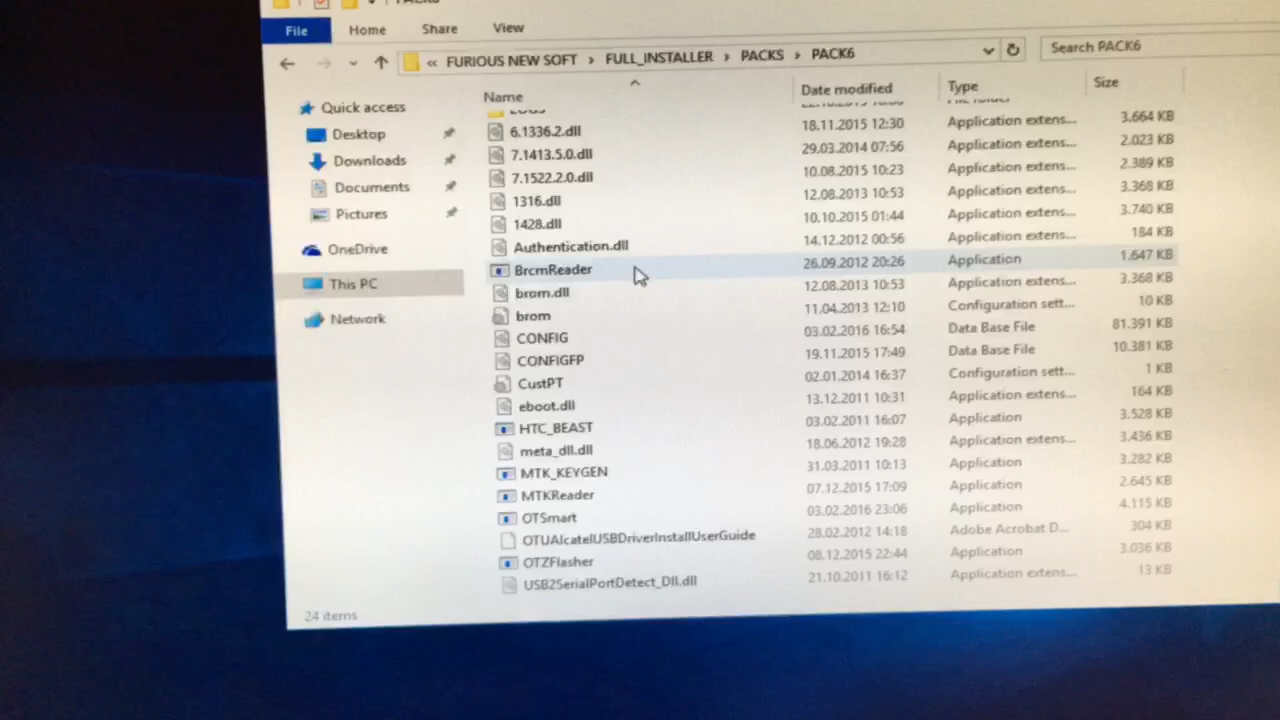 File Home Share View
« FURIOUS NEW SOFT › FULL_INSTALLER › PACKS › PACK6 Search PACK6
Quick access
Desktop
Downloads
Documents
Pictures
OneDrive
This PC
Network
Name Date modified Type Size
6.1336.2.dll 18.11.2015 12:30 Application extens... 3.664 KB
7.1413.5.0.dll 29.03.2014 07:56 Application extens... 2.023 KB
7.1522.2.0.dll 10.08.2015 10:23 Application extens... 2.389 KB
1316.dll 12.08.2013 10:53 Application extens... 3.368 KB
1428.dll 10.10.2015 01:44 Application extens... 3.740 KB
Authentication.dll 14.12.2012 00:56 Application extens... 184 KB
BrcmReader 26.09.2012 20:26 Application 1.647 KB
brom.dll 12.08.2013 10:53 Application extens... 3.368 KB
brom 11.04.2013 12:10 Configuration sett... 10 KB
CONFIG 03.02.2016 16:54 Data Base File 81.391 KB
CONFIGFP 19.11.2015 17:49 Data Base File 10.381 KB
CustPT 02.01.2014 16:37 Configuration sett... 1 KB
eboot.dll 13.12.2011 10:31 Application extens... 164 KB
HTC_BEAST 03.02.2011 16:07 Application 3.528 KB
meta_dll.dll 18.06.2012 19:28 Application extens... 3.436 KB
MTK_KEYGEN 31.03.2011 10:13 Application 3.282 KB
MTKReader 07.12.2015 17:09 Application 2.645 KB
OTSmart 03.02.2016 23:06 Application 4.115 KB
OTUAlcatelUSBDriverInstallUserGuide 28.02.2012 14:18 Adobe Acrobat D... 304 KB
OTZFlasher 08.12.2015 22:44 Application 3.036 KB
USB2SerialPortDetect_Dll.dll 21.10.2011 16:12 Application extens... 13 KB
24 items